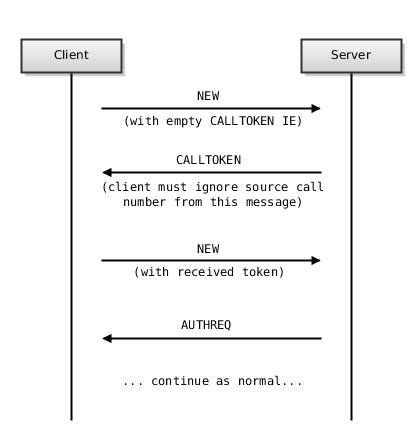 Client
Server
NEW
(with empty CALLTOKEN IE)
CALLTOKEN
(client must ignore source call
number from this message)
NEW
(with received token)
AUTHREQ
... continue as normal...